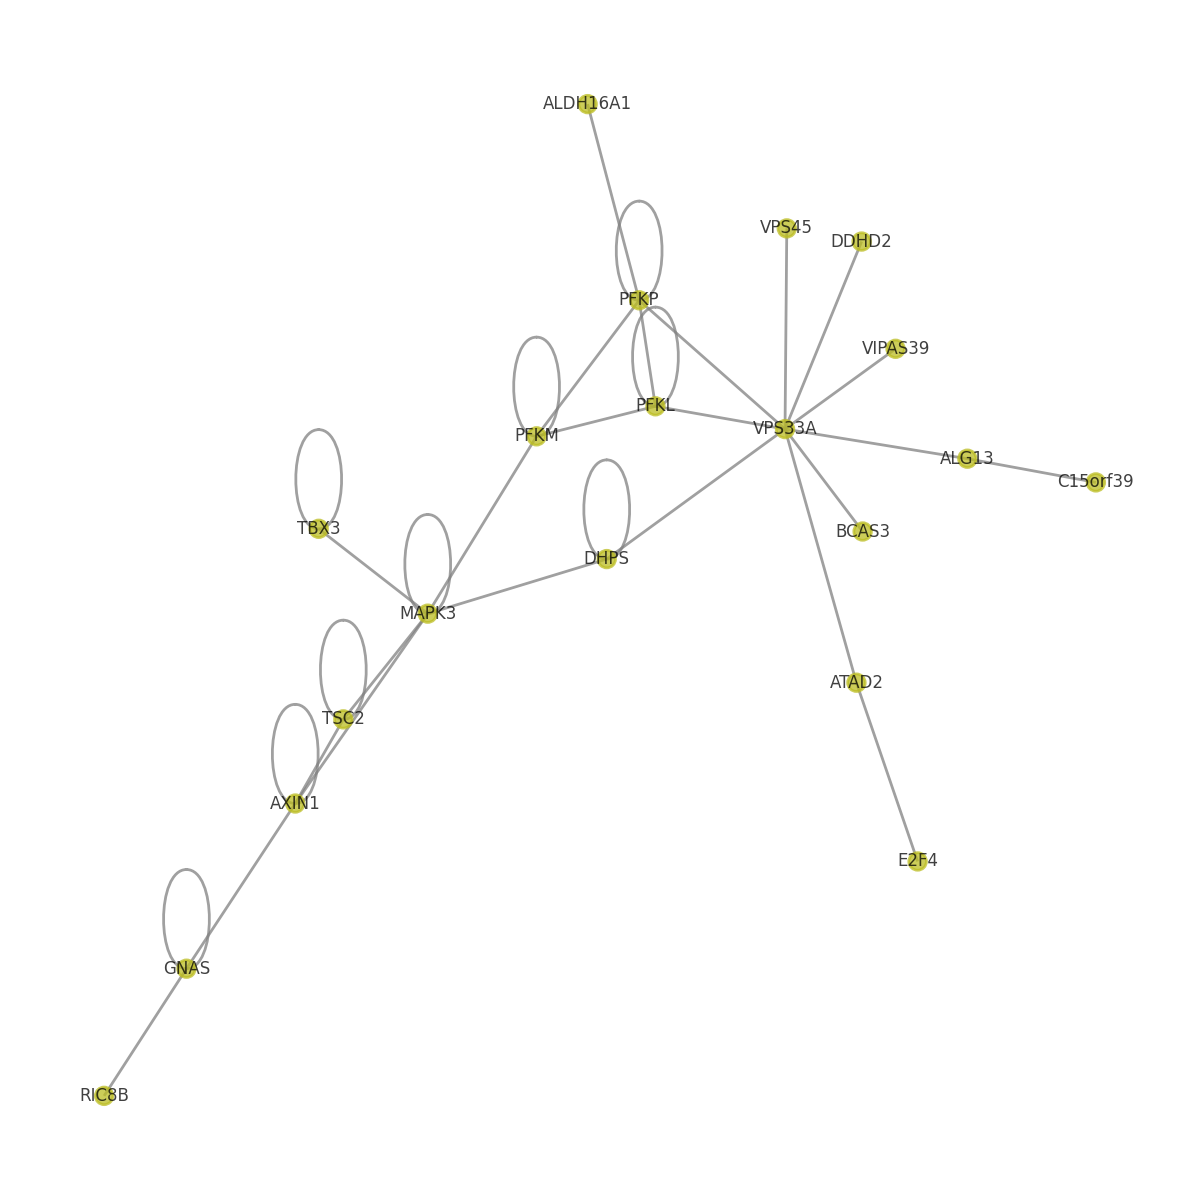 ALDH16A1
VPS45
DDHD2
PFKP
VIPAS39
PFKL
VPS33A
PFKM
ALG13
C15orf39
TBX3
BCAS3
DHPS
MAPK3
ATAD2
TSC2
AXIN1
E2F4
GNAS
RIC8B